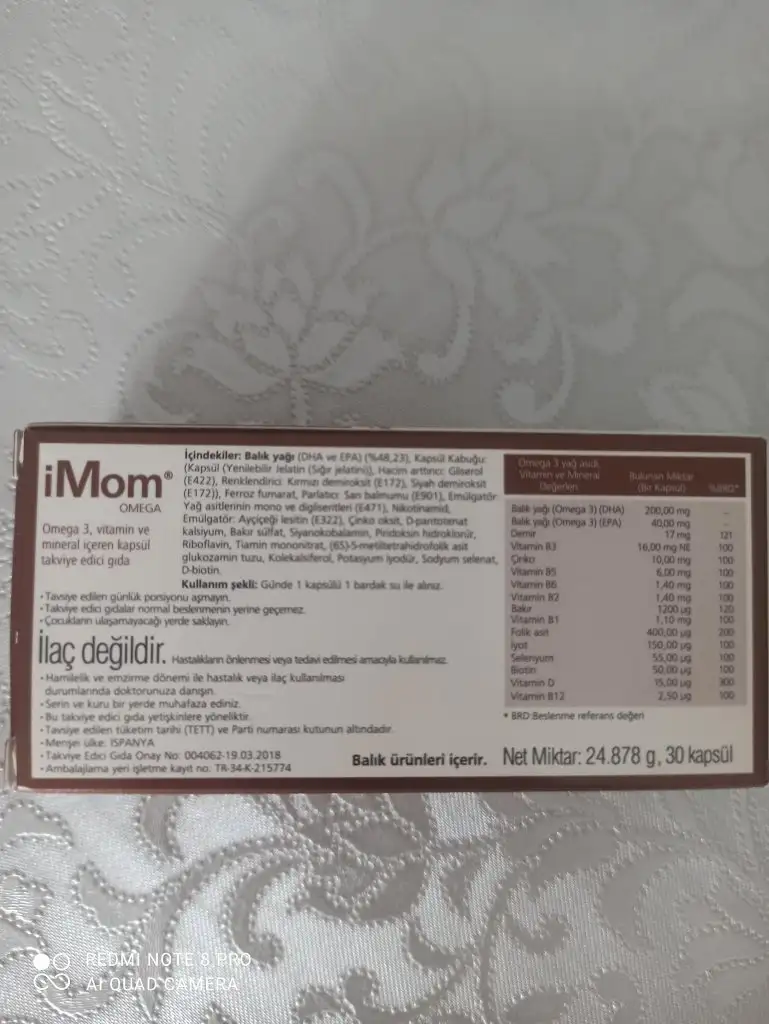 iMom®
OMEGA
Omega 3, vitamin ve
mineral içeren kapsül
takviye edici gıda
İçindekiler: Balık yağı (DHA ve EPA) (%48,23), Kapsül Kabuğu:
(Kapsül (Yenilebilir Jelatin (Sığır jelatini)), Hacim arttırıcı: Gliserol
(E422), Renklendirici: Kırmızı demiroksit (E172), Siyah demiroksit
(E172)), Ferroz fumarat, Parlatıcı: Sarı balmumu (E901), Emülgatör:
Yağ asitlerinin mono ve digliseritleri (E471), Nikotinamid,
Emülgatör: Ayçiçeği lesitin (E322), Çinko oksit, D-pantotenat
kalsiyum, Bakır sülfat, Siyanokobalamin, Piridoksin hidroklorür,
Riboflavin, Tiamin mononitrat, (6S)-5-metiltetrahidrofolik asit
glukozamin tuzu, Kolekalsiferol, Potasyum iyodür, Sodyum selenat,
D-biotin.
Kullanım şekli: Günde 1 kapsülü 1 bardak su ile alınız.
• Tavsiye edilen günlük porsiyonu aşmayın.
• Takviye edici gıdalar normal beslenmenin yerine geçemez.
• Çocukların ulaşamayacağı yerde saklayın.
İlaç değildir. Hastalıkların önlenmesi veya tedavi edilmesi amacıyla kullanılmaz.
• Hamilelik ve emzirme dönemi ile hastalık veya ilaç kullanılması
durumlarında doktorunuza danışın.
• Serin ve kuru bir yerde muhafaza ediniz.
• Bu takviye edici gıda yetişkinlere yöneliktir.
• Tavsiye edilen tüketim tarihi (TETT) ve Parti numarası kutunun altındadır.
• Menşei ülke: İSPANYA
• Takviye Edici Gıda Onay No: 004062-19.03.2018
• Ambalajlama yeri işletme kayıt no: TR-34-K-215774
Balık ürünleri içerir.
Omega 3 yağ asidi, Vitamin ve Mineral Değerleri Bulunan Miktar (Bir Kapsül) %BRD*
Balık yağı (Omega 3) (DHA) 200,00 mg -
Balık yağı (Omega 3) (EPA) 40,00 mg -
Demir 17 mg 121
Vitamin B3 16,00 mg NE 100
Çinko 10,00 mg 100
Vitamin B5 6,00 mg 100
Vitamin B6 1,40 mg 100
Vitamin B2 1,40 mg 100
Bakır 1200 µg 120
Vitamin B1 1,10 mg 100
Folik asit 400,00 µg 200
İyot 150,00 µg 100
Selenyum 55,00 µg 100
Biotin 50,00 µg 100
Vitamin D 15,00 µg 300
Vitamin B12 2,50 µg 100
* BRD:Beslenme referans değeri
Net Miktar: 24.878 g, 30 kapsül
REDMI NOTE 8 PRO
AI QUAD CAMERA